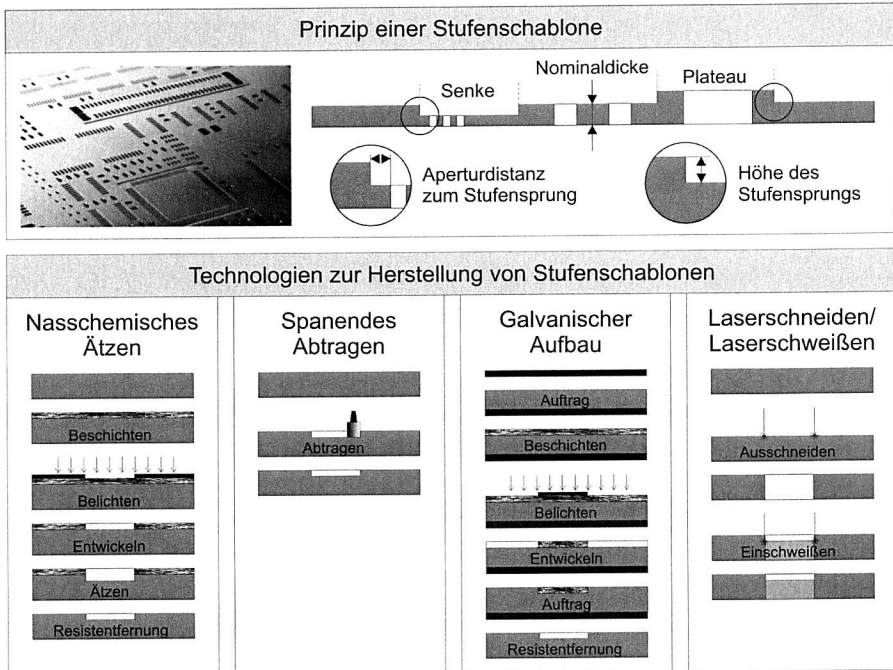 Prinzip einer Stufenschablone
Senke
Nominaldicke
Plateau
Aperturdistanz
zum Stufensprung
Höhe des
Stufensprungs
Technologien zur Herstellung von Stufenschablonen
Nasschemisches
Ätzen
Beschichten
Belichten
Entwickeln
Ätzen
Resistentfernung
Spanendes
Abtragen
Abtragen
Galvanischer
Aufbau
Auftrag
Beschichten
Belichten
Entwickeln
Auftrag
Resistentfernung
Laserschneiden/
Laserschweißen
Ausschneiden
Einschweißen